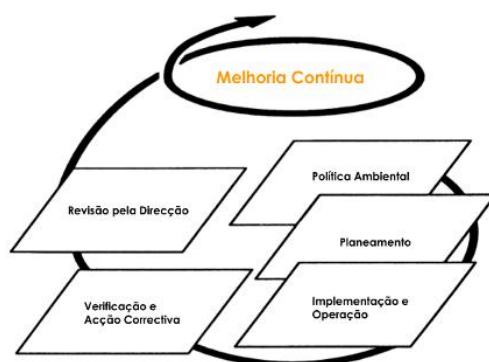 Melhoria Contínua
Política Ambiental
Revisão pela Direcção
Planeamento
Verificação e
Acção Correctiva
Implementação e
Operação